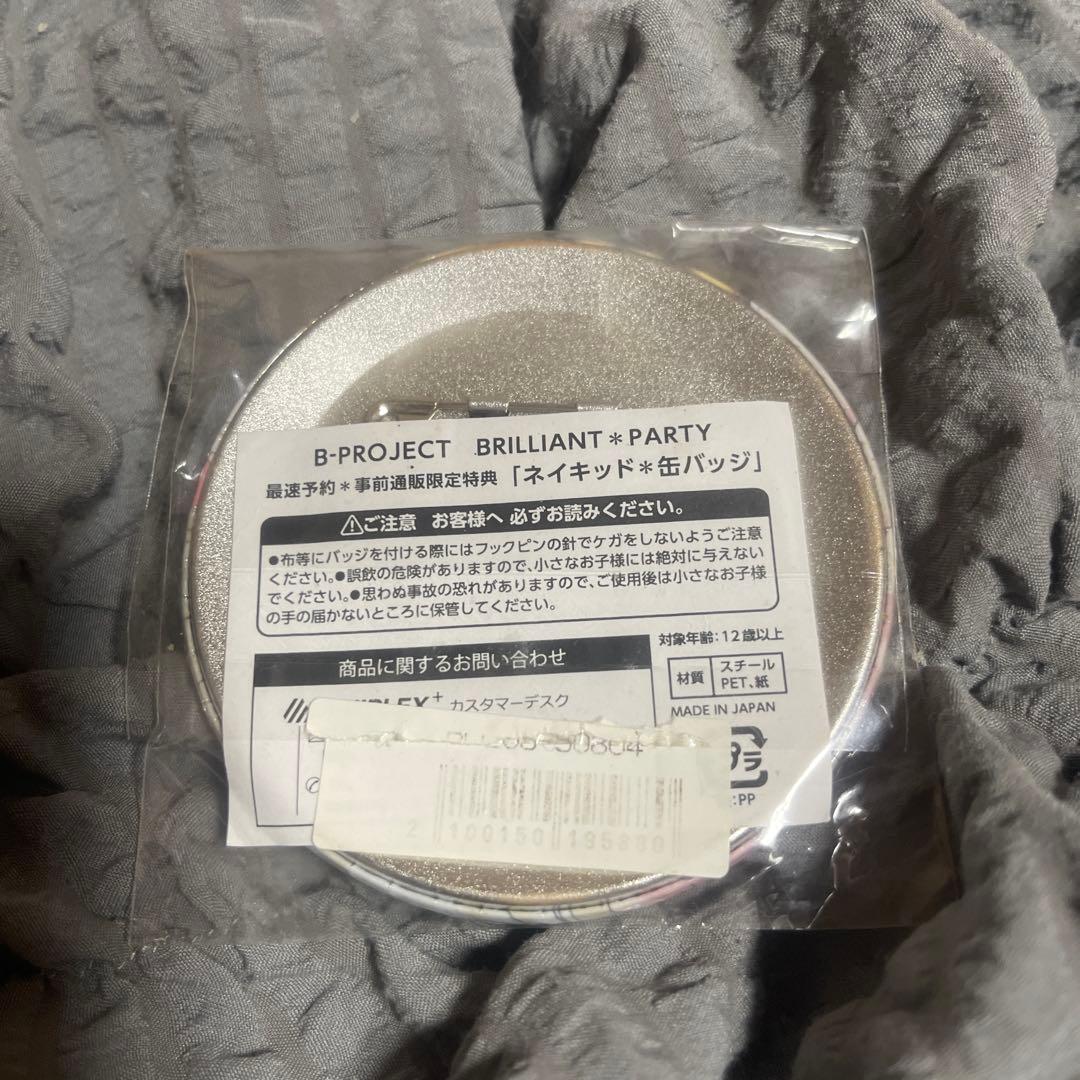 B-PROJECT BRILLIANT＊PARTY
最速予約＊事前通販限定特典「ネイキッド＊缶バッジ」
⚠ご注意 お客様へ 必ずお読みください。
●布等にバッジを付ける際にはフックピンの針でケガをしないようご注意
ください。●誤飲の危険がありますので、小さなお子様には絶対に与えない
でください。●思わぬ事故の恐れがありますので、ご使用後は小さなお子様
の手の届かないところに保管してください。
商品に関するお問い合わせ
カスタマーデスク
対象年齢：12歳以上
材質 スチール
PET、紙
MADE IN JAPAN
プラ
:PP
2 100150 195880